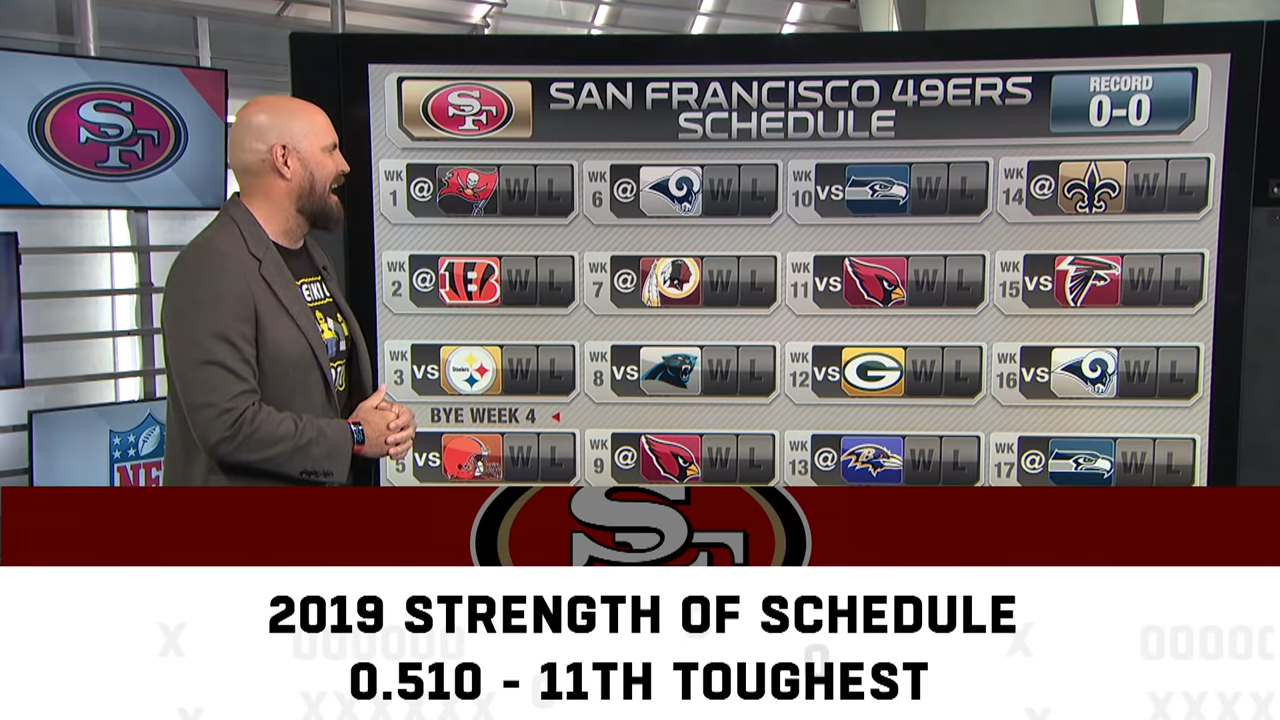 SAN FRANCISCO 49ERS
SCHEDULE
RECORD
0-0
WK 1 @ W L
WK 6 @ W L
WK 10 VS W L
WK 14 @ W L
WK 2 @ W L
WK 7 @ W L
WK 11 VS W L
WK 15 VS W L
WK 3 VS Steelers W L
WK 8 VS W L
WK 12 VS G W L
WK 16 VS W L
BYE WEEK 4
5 VS W L
WK 9 @ W L
WK 13 @ W L
WK 17 @ W L
SF
2019 STRENGTH OF SCHEDULE
0.510 - 11TH TOUGHEST